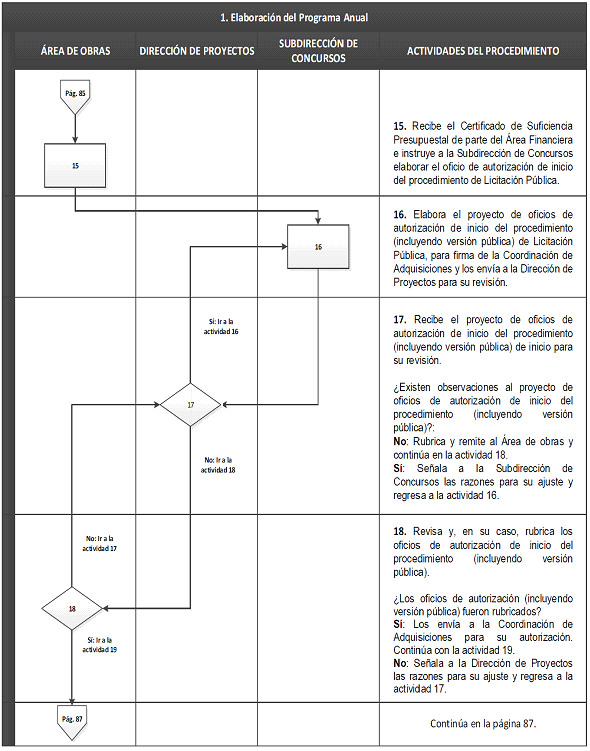 1. Elaboración del Programa Anual
ÁREA DE OBRAS
DIRECCIÓN DE PROYECTOS
SUBDIRECCIÓN DE
CONCURSOS
ACTIVIDADES DEL PROCEDIMIENTO
Pág. 85
15
15. Recibe el Certificado de Suficiencia
Presupuestal de parte del Área Financiera
e instruye a la Subdirección de Concursos
elaborar el oficio de autorización de inicio
del procedimiento de Licitación Pública.
16
16. Elabora el proyecto de oficios de
autorización de inicio del procedimiento
(incluyendo versión pública) de Licitación
Pública, para firma de la Coordinación de
Adquisiciones y los envía a la Dirección de
Proyectos para su revisión.
Sí: Ir a la
actividad 16
17
No: Ir a la
actividad 18
17. Recibe el proyecto de oficios de
autorización de inicio del procedimiento
(incluyendo versión pública) de inicio para
su revisión.
¿Existen observaciones al proyecto de
oficios de autorización de inicio del
procedimiento (incluyendo versión
pública)?:
No: Rubrica y remite al Área de obras y
continúa en la actividad 18.
Sí: Señala a la Subdirección de
Concursos las razones para su ajuste y
regresa a la actividad 16.
No: Ir a la
actividad 17
18
Sí: Ir a la
actividad 19
18. Revisa y, en su caso, rubrica los
oficios de autorización de inicio del
procedimiento (incluyendo versión
pública).
¿Los oficios de autorización (incluyendo
versión pública) fueron rubricados?
Sí: Los envía a la Coordinación de
Adquisiciones para su autorización.
Continúa con la actividad 19.
No: Señala a la Dirección de Proyectos
las razones para su ajuste y regresa a la
actividad 17.
Pág. 87
Continúa en la página 87.